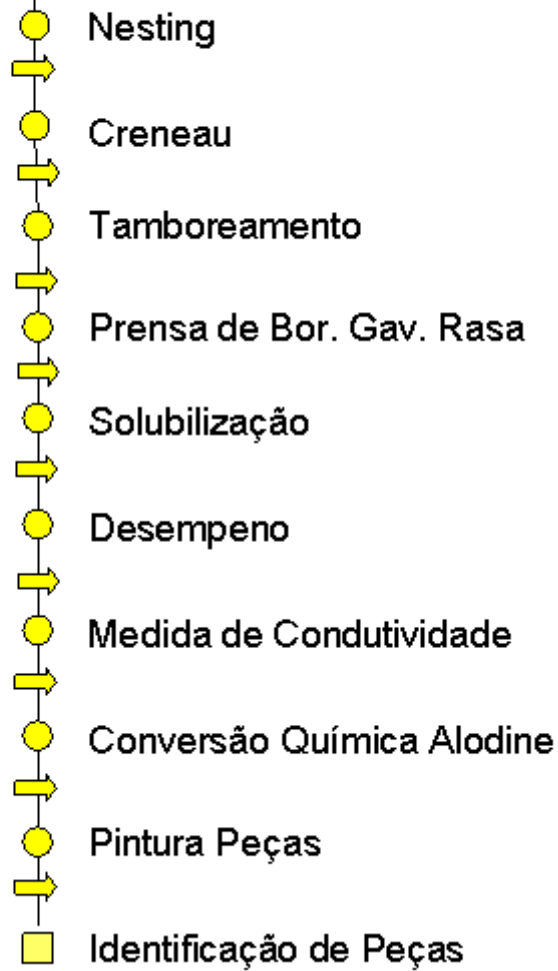 Nesting
Creneau
Tamboreamento
Prensa de Bor. Gav. Rasa
Solubilização
Desempeno
Medida de Condutividade
Conversão Química Alodine
Pintura Peças
Identificação de Peças